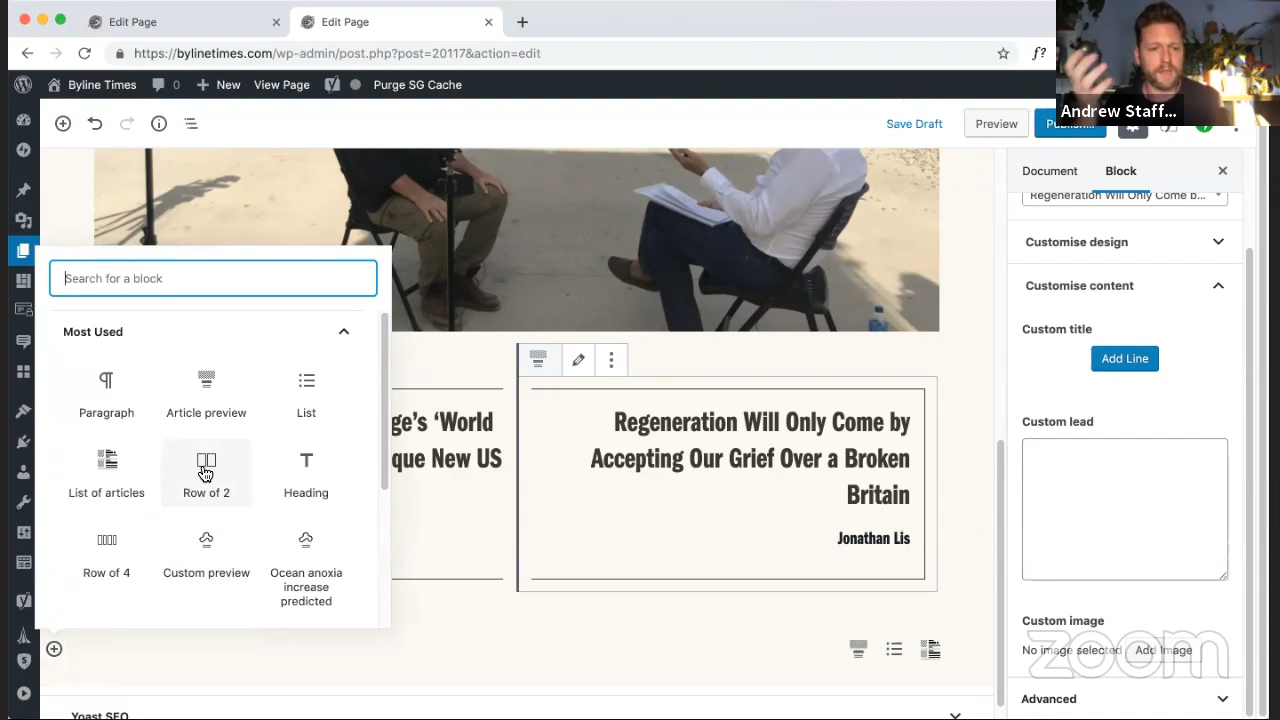 Edit Page
Edit Page
https://bylinetimes.com/wp-admin/post.php?post=20117&action=edit
f?
Byline Times
0
New
View Page
Purge SG Cache
Andrew Staff...
Save Draft
Preview
Publish...
Document
Block
Regeneration Will Only Come b...
Customise design
Customise content
Custom title
Add Line
Custom lead
Custom image
No image selected
Add Image
Advanced
Search for a block
Most Used
Paragraph
Article preview
List
List of articles
Row of 2
Heading
Row of 4
Custom preview
Ocean anoxia
increase
predicted
ge's ‘World
que New US
Regeneration Will Only Come by
Accepting Our Grief Over a Broken
Britain
Jonathan Lis
zoom
Yoast SEO